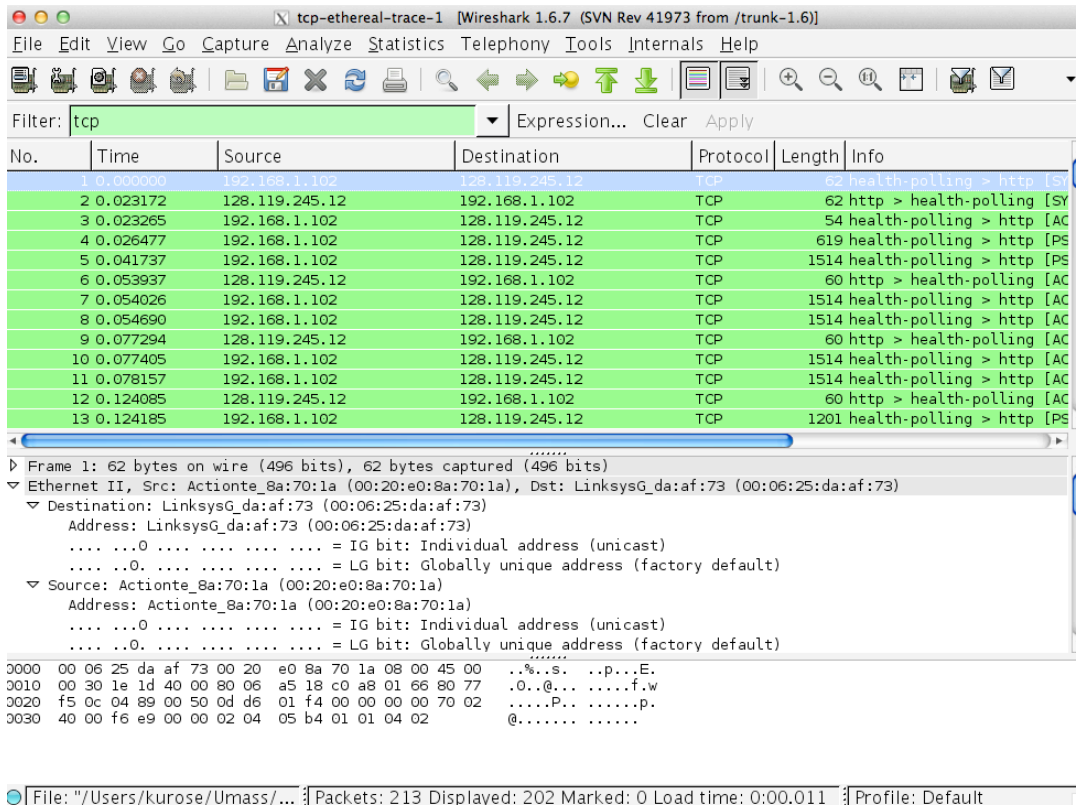 tcp-ethereal-trace-1 [Wireshark 1.6.7 (SVN Rev 41973 from /trunk-1.6)]
File Edit View Go Capture Analyze Statistics Telephony Tools Internals Help
Filter: tcp Expression... Clear Apply
No. Time Source Destination Protocol Length Info
1 0.000000 192.168.1.102 128.119.245.12 TCP 62 health-polling > http [SY
2 0.023172 128.119.245.12 192.168.1.102 TCP 62 http > health-polling [SY
3 0.023265 192.168.1.102 128.119.245.12 TCP 54 health-polling > http [AC
4 0.026477 192.168.1.102 128.119.245.12 TCP 619 health-polling > http [PS
5 0.041737 192.168.1.102 128.119.245.12 TCP 1514 health-polling > http [PS
6 0.053937 128.119.245.12 192.168.1.102 TCP 60 http > health-polling [AC
7 0.054026 192.168.1.102 128.119.245.12 TCP 1514 health-polling > http [AC
8 0.054690 192.168.1.102 128.119.245.12 TCP 1514 health-polling > http [AC
9 0.077294 128.119.245.12 192.168.1.102 TCP 60 http > health-polling [AC
10 0.077405 192.168.1.102 128.119.245.12 TCP 1514 health-polling > http [AC
11 0.078157 192.168.1.102 128.119.245.12 TCP 1514 health-polling > http [AC
12 0.124085 128.119.245.12 192.168.1.102 TCP 60 http > health-polling [AC
13 0.124185 192.168.1.102 128.119.245.12 TCP 1201 health-polling > http [PS
Frame 1: 62 bytes on wire (496 bits), 62 bytes captured (496 bits)
Ethernet II, Src: Actionte_8a:70:1a (00:20:e0:8a:70:1a), Dst: LinksysG_da:af:73 (00:06:25:da:af:73)
Destination: LinksysG_da:af:73 (00:06:25:da:af:73)
Address: LinksysG_da:af:73 (00:06:25:da:af:73)
.... ...0 .... .... .... .... = IG bit: Individual address (unicast)
.... ..0. .... .... .... .... = LG bit: Globally unique address (factory default)
Source: Actionte_8a:70:1a (00:20:e0:8a:70:1a)
Address: Actionte_8a:70:1a (00:20:e0:8a:70:1a)
.... ...0 .... .... .... .... = IG bit: Individual address (unicast)
.... ..0. .... .... .... .... = LG bit: Globally unique address (factory default)
0000 00 06 25 da af 73 00 20 e0 8a 70 1a 08 00 45 00 ..%..s. ..p...E.
0010 00 30 1e 1d 40 00 80 06 a5 18 c0 a8 01 66 80 77 .0..@... .....f.w
0020 f5 0c 04 89 00 50 0d d6 01 f4 00 00 00 00 70 02 .....P.. ......p.
0030 40 00 f6 e9 00 00 02 04 05 b4 01 01 04 02 @....... ......
File: "/Users/kurose/Umass/... Packets: 213 Displayed: 202 Marked: 0 Load time: 0:00.011 Profile: Default